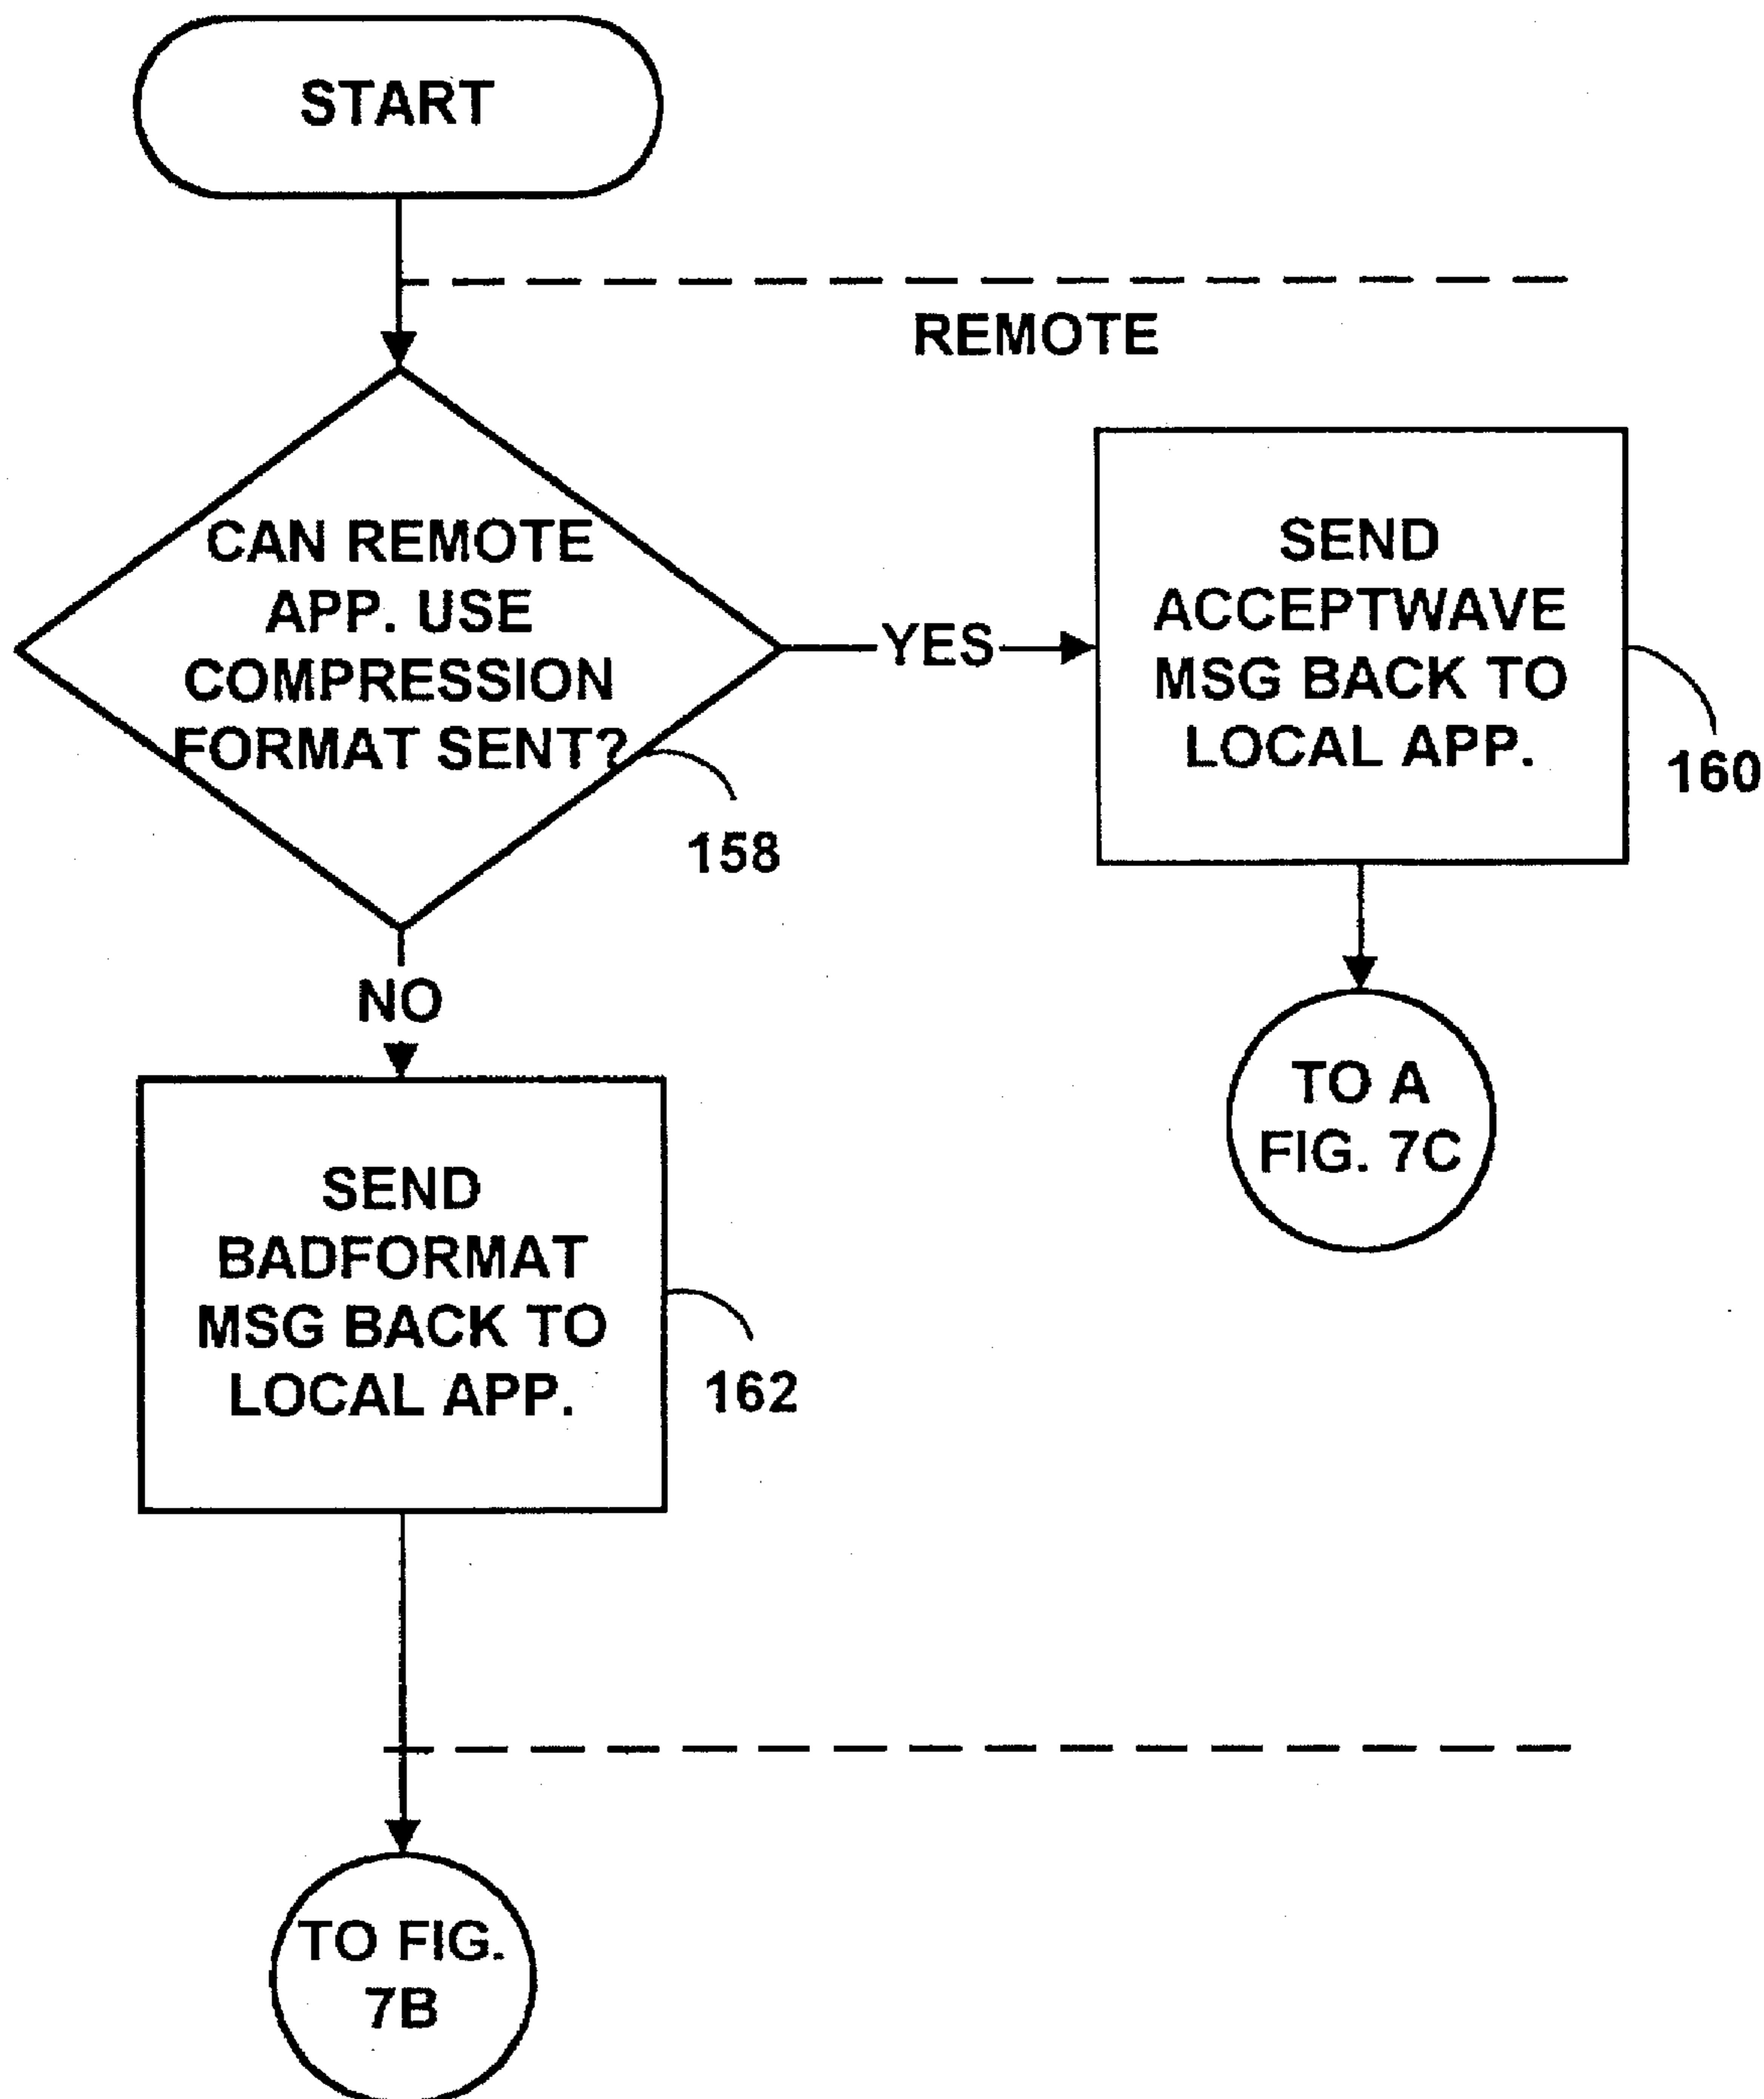 START
REMOTE
CAN REMOTE
APP. USE
COMPRESSION
FORMAT SENT?
158
YES
SEND
ACCEPTWAVE
MSG BACK TO
LOCAL APP.
160
TO A
FIG. 7C
NO
SEND
BADFORMAT
MSG BACK TO
LOCAL APP.
162
TO FIG.
7B